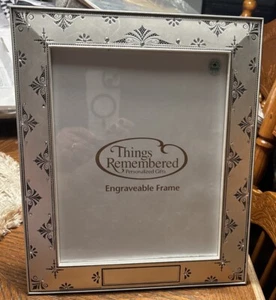 Things
Remembered
Personalized Gifts
Engraveable Frame